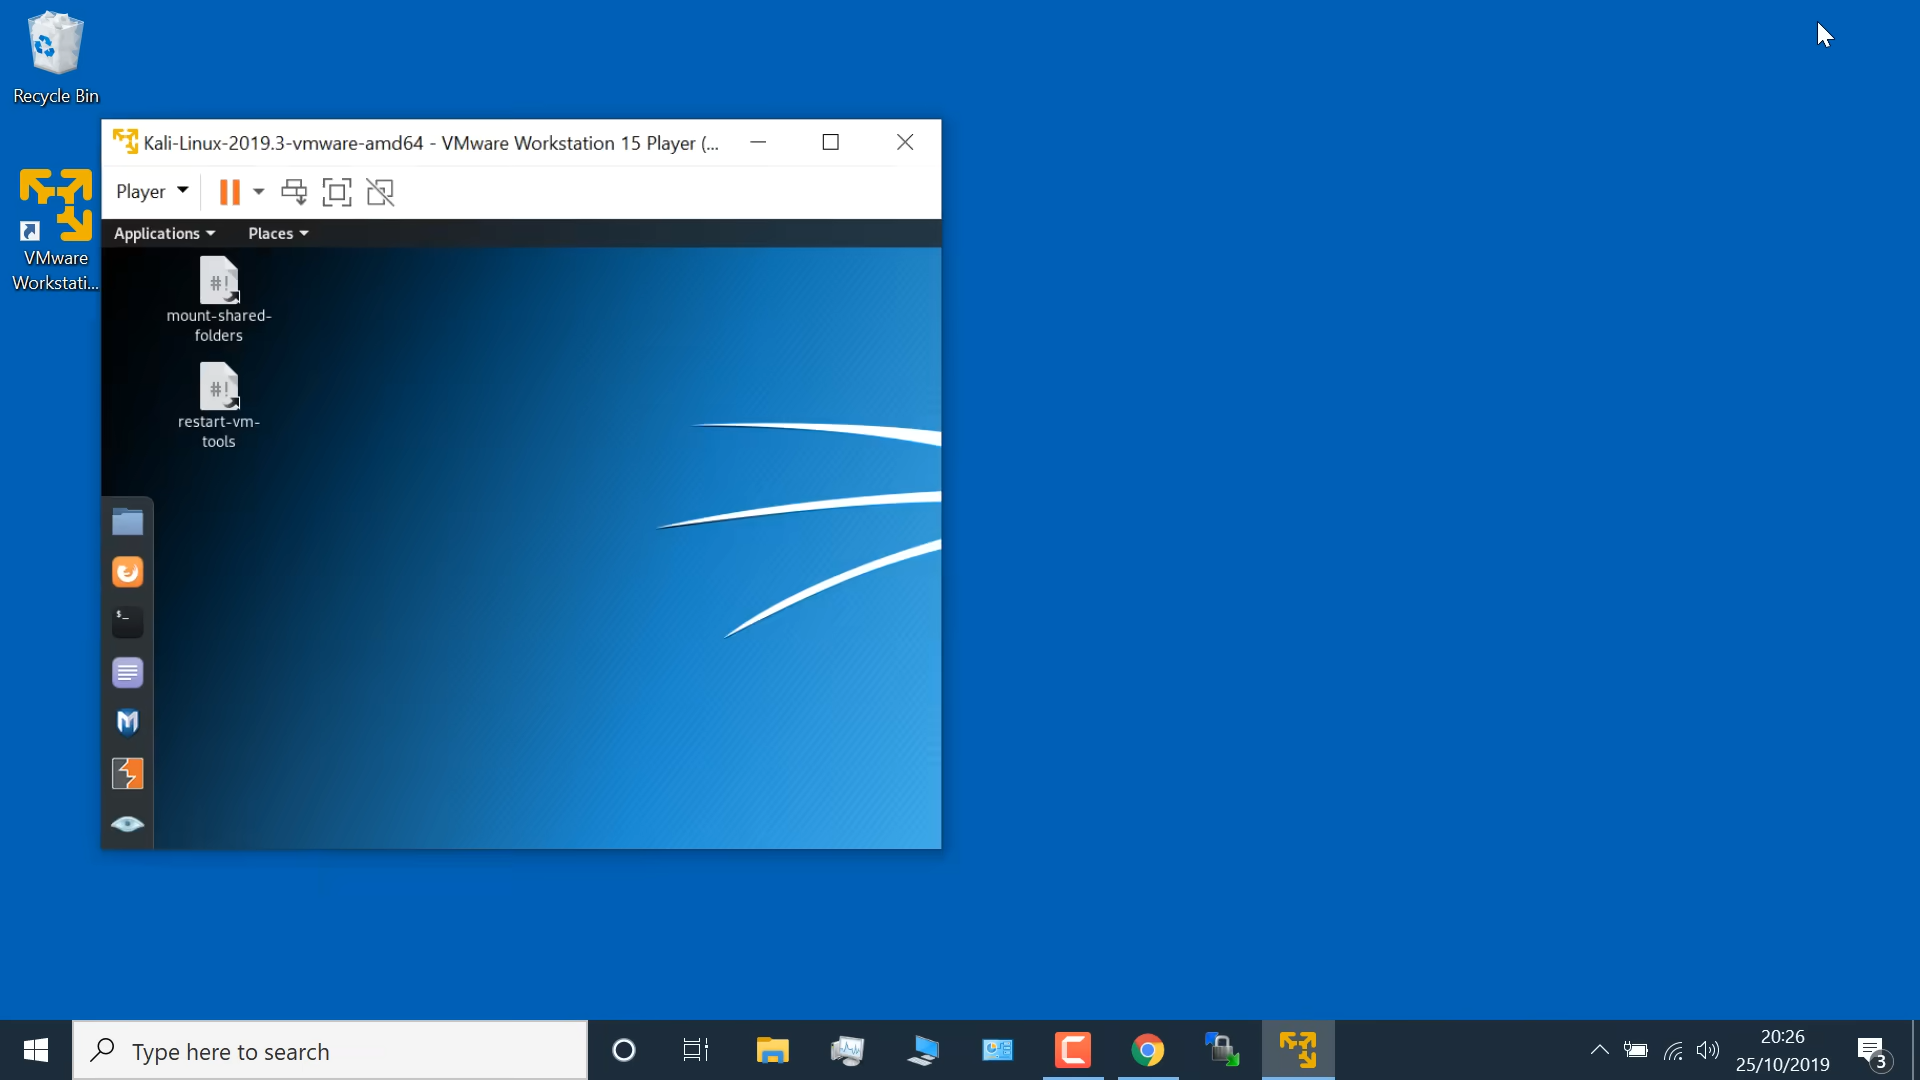 Recycle Bin
VMware
Workstati...
Kali-Linux-2019.3-vmware-amd64 - VMware Workstation 15 Player (...
Player
Applications
Places
#!
mount-shared-
folders
#!
restart-vm-
tools
$_
Type here to search
20:26
25/10/2019
3